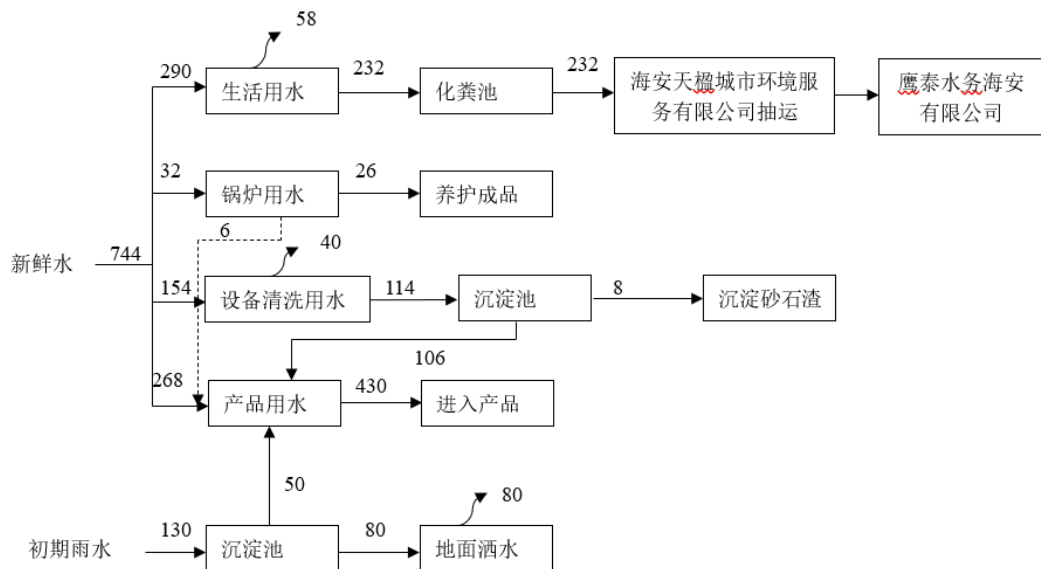 58
290
232
232
生活用水
化粪池
海安天楹城市环境服
务有限公司抽运
鹰泰水务海安
有限公司
32
26
锅炉用水
养护成品
6
40
744
新鲜水
154
114
8
设备清洗用水
沉淀池
沉淀砂石渣
106
268
430
产品用水
进入产品
50
80
130
80
初期雨水
沉淀池
地面洒水